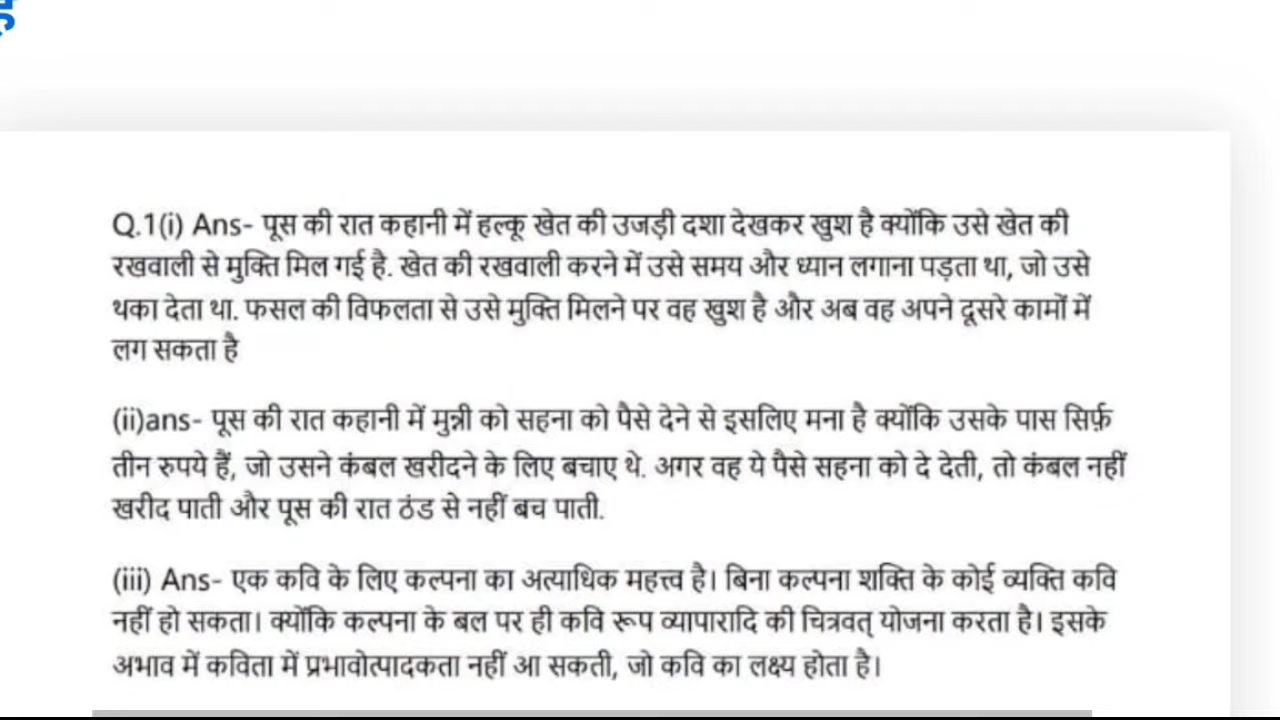 Q.1(i) Ans- पूस की रात कहानी में हल्कू खेत की उजड़ी दशा देखकर खुश है क्योंकि उसे खेत की
रखवाली से मुक्ति मिल गई है. खेत की रखवाली करने में उसे समय और ध्यान लगाना पड़ता था, जो उसे
थका देता था. फसल की विफलता से उसे मुक्ति मिलने पर वह खुश है और अब वह अपने दूसरे कामों में
लग सकता है
(ii)ans- पूस की रात कहानी में मुन्नी को सहना को पैसे देने से इसलिए मना है क्योंकि उसके पास सिर्फ़
तीन रुपये हैं, जो उसने कंबल खरीदने के लिए बचाए थे. अगर वह ये पैसे सहना को दे देती, तो कंबल नहीं
खरीद पाती और पूस की रात ठंड से नहीं बच पाती.
(iii) Ans- एक कवि के लिए कल्पना का अत्याधिक महत्त्व है। बिना कल्पना शक्ति के कोई व्यक्ति कवि
नहीं हो सकता। क्योंकि कल्पना के बल पर ही कवि रूप व्यापारादि की चित्रवत् योजना करता है। इसके
अभाव में कविता में प्रभावोत्पादकता नहीं आ सकती, जो कवि का लक्ष्य होता है।